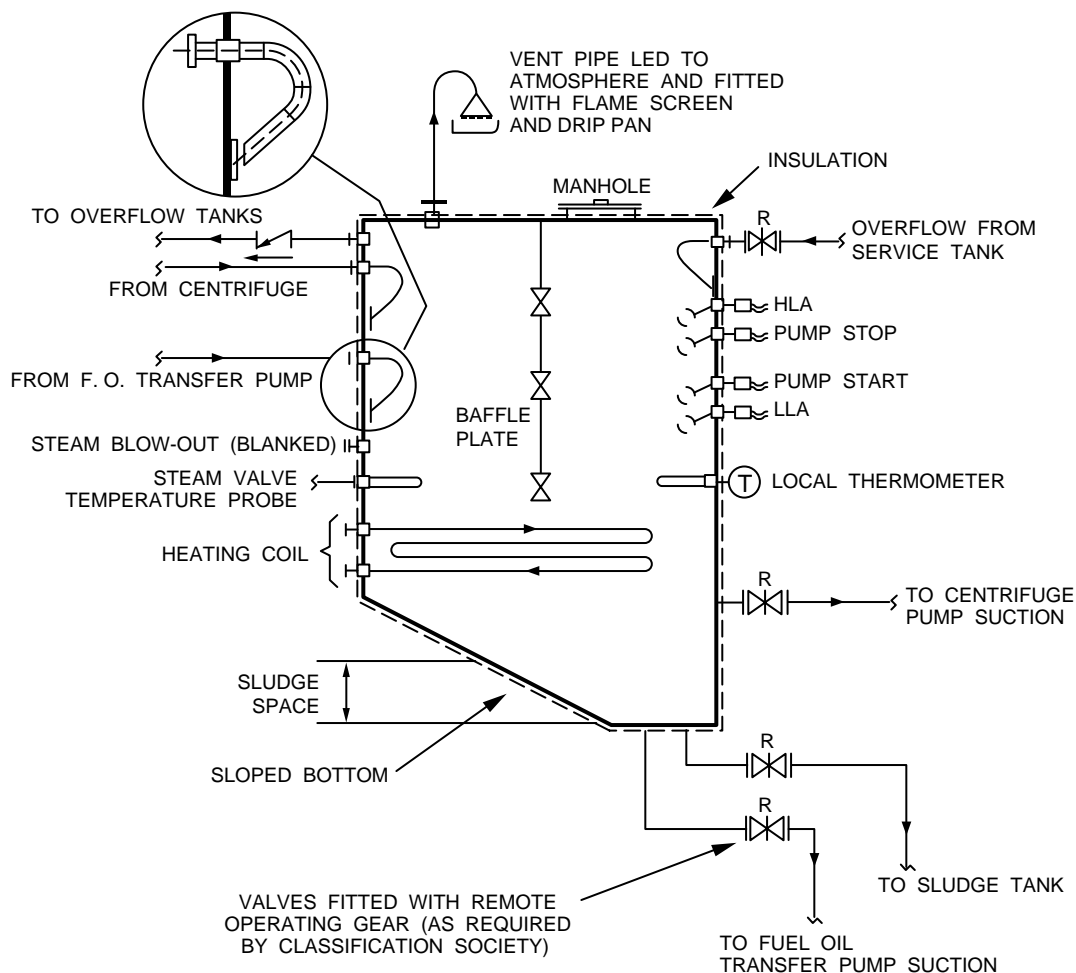 VENT PIPE LED TO
ATMOSPHERE AND FITTED
WITH FLAME SCREEN
AND DRIP PAN
INSULATION
MANHOLE
TO OVERFLOW TANKS
R
OVERFLOW FROM
SERVICE TANK
FROM CENTRIFUGE
HLA
PUMP STOP
FROM F. O. TRANSFER PUMP
PUMP START
LLA
BAFFLE
PLATE
STEAM BLOW-OUT (BLANKED)
STEAM VALVE
TEMPERATURE PROBE
T
LOCAL THERMOMETER
HEATING COIL
R
TO CENTRIFUGE
PUMP SUCTION
SLUDGE
SPACE
SLOPED BOTTOM
R
R
TO SLUDGE TANK
VALVES FITTED WITH REMOTE
OPERATING GEAR (AS REQUIRED
BY CLASSIFICATION SOCIETY)
TO FUEL OIL
TRANSFER PUMP SUCTION